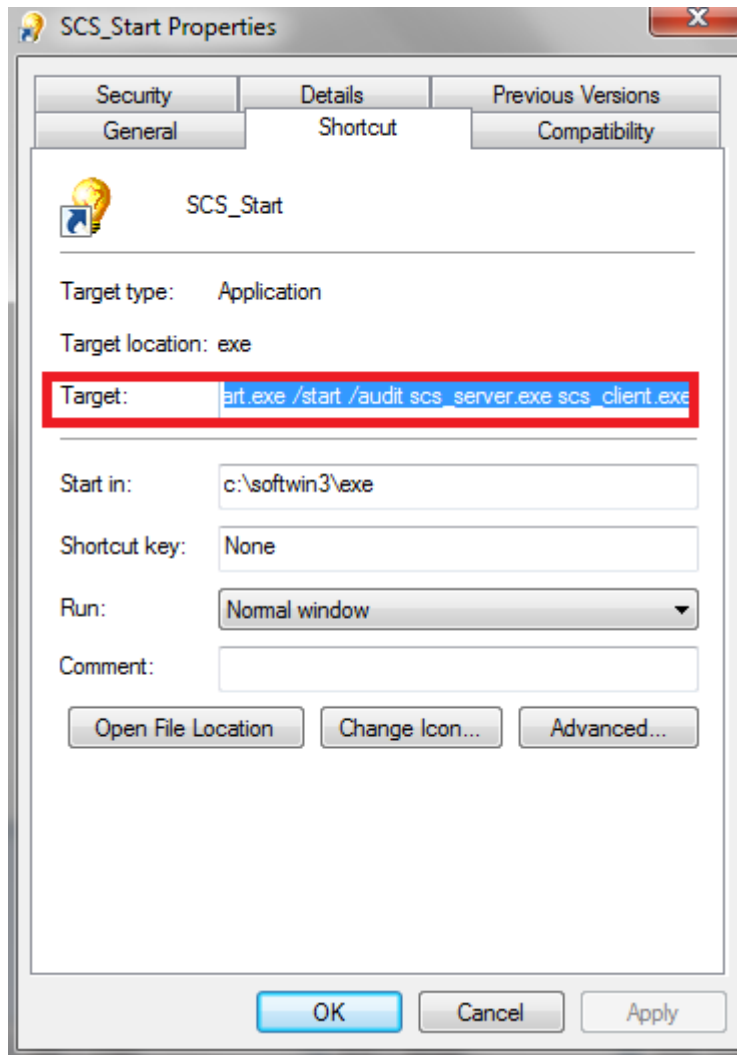 SCS_Start Properties
Security Details Previous Versions
General Shortcut Compatibility
SCS_Start
Target type: Application
Target location: exe
Target: art.exe /start /audit scs_server.exe scs_client.exe
Start in: c:\softwin3\exe
Shortcut key: None
Run: Normal window
Comment:
Open File Location Change Icon... Advanced...
OK Cancel Apply